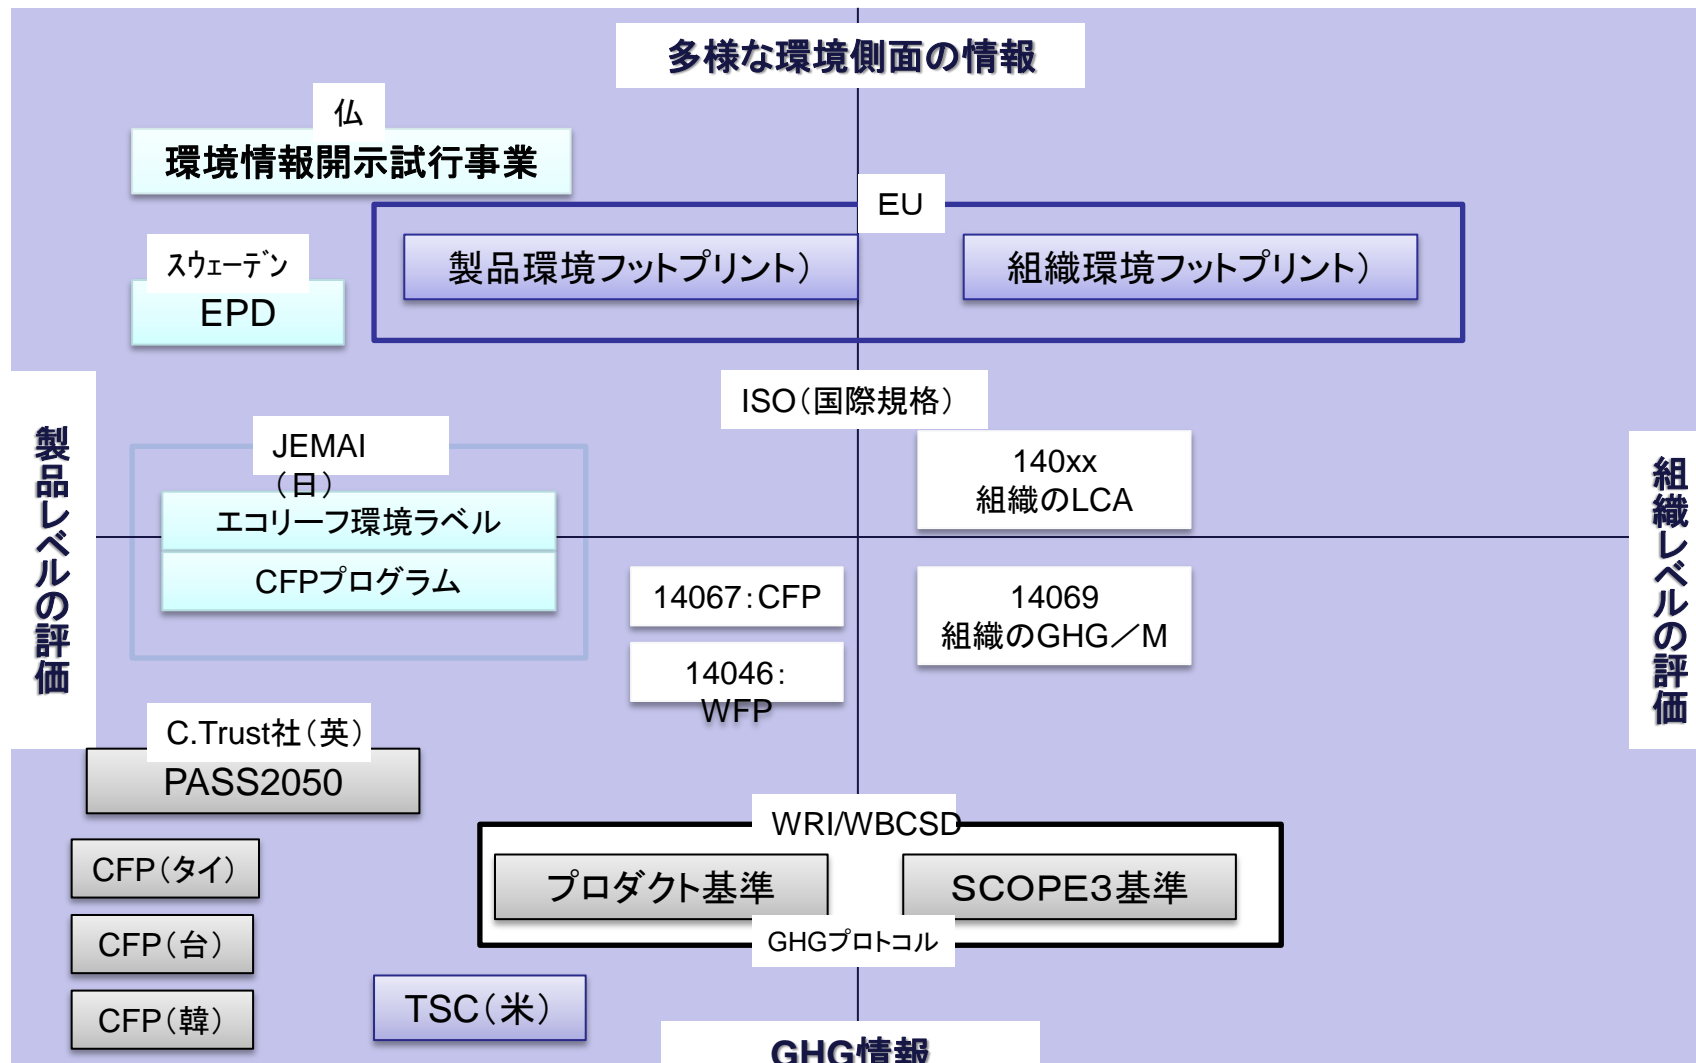 多様な環境側面の情報
仏
環境情報開示試行事業
EU
製品環境フットプリント）
組織環境フットプリント）
スウェーデン
EPD
ISO（国際規格）
JEMAI
（日）
エコリーフ環境ラベル
CFPプログラム
140xx
組織のLCA
製品レベルの評価
組織レベルの評価
14067：CFP
14046：
WFP
14069
組織のGHG／M
C.Trust社（英）
PASS2050
WRI/WBCSD
プロダクト基準
SCOPE３基準
GHGプロトコル
CFP（タイ）
CFP（台）
CFP（韓）
TSC（米）
GHG情報